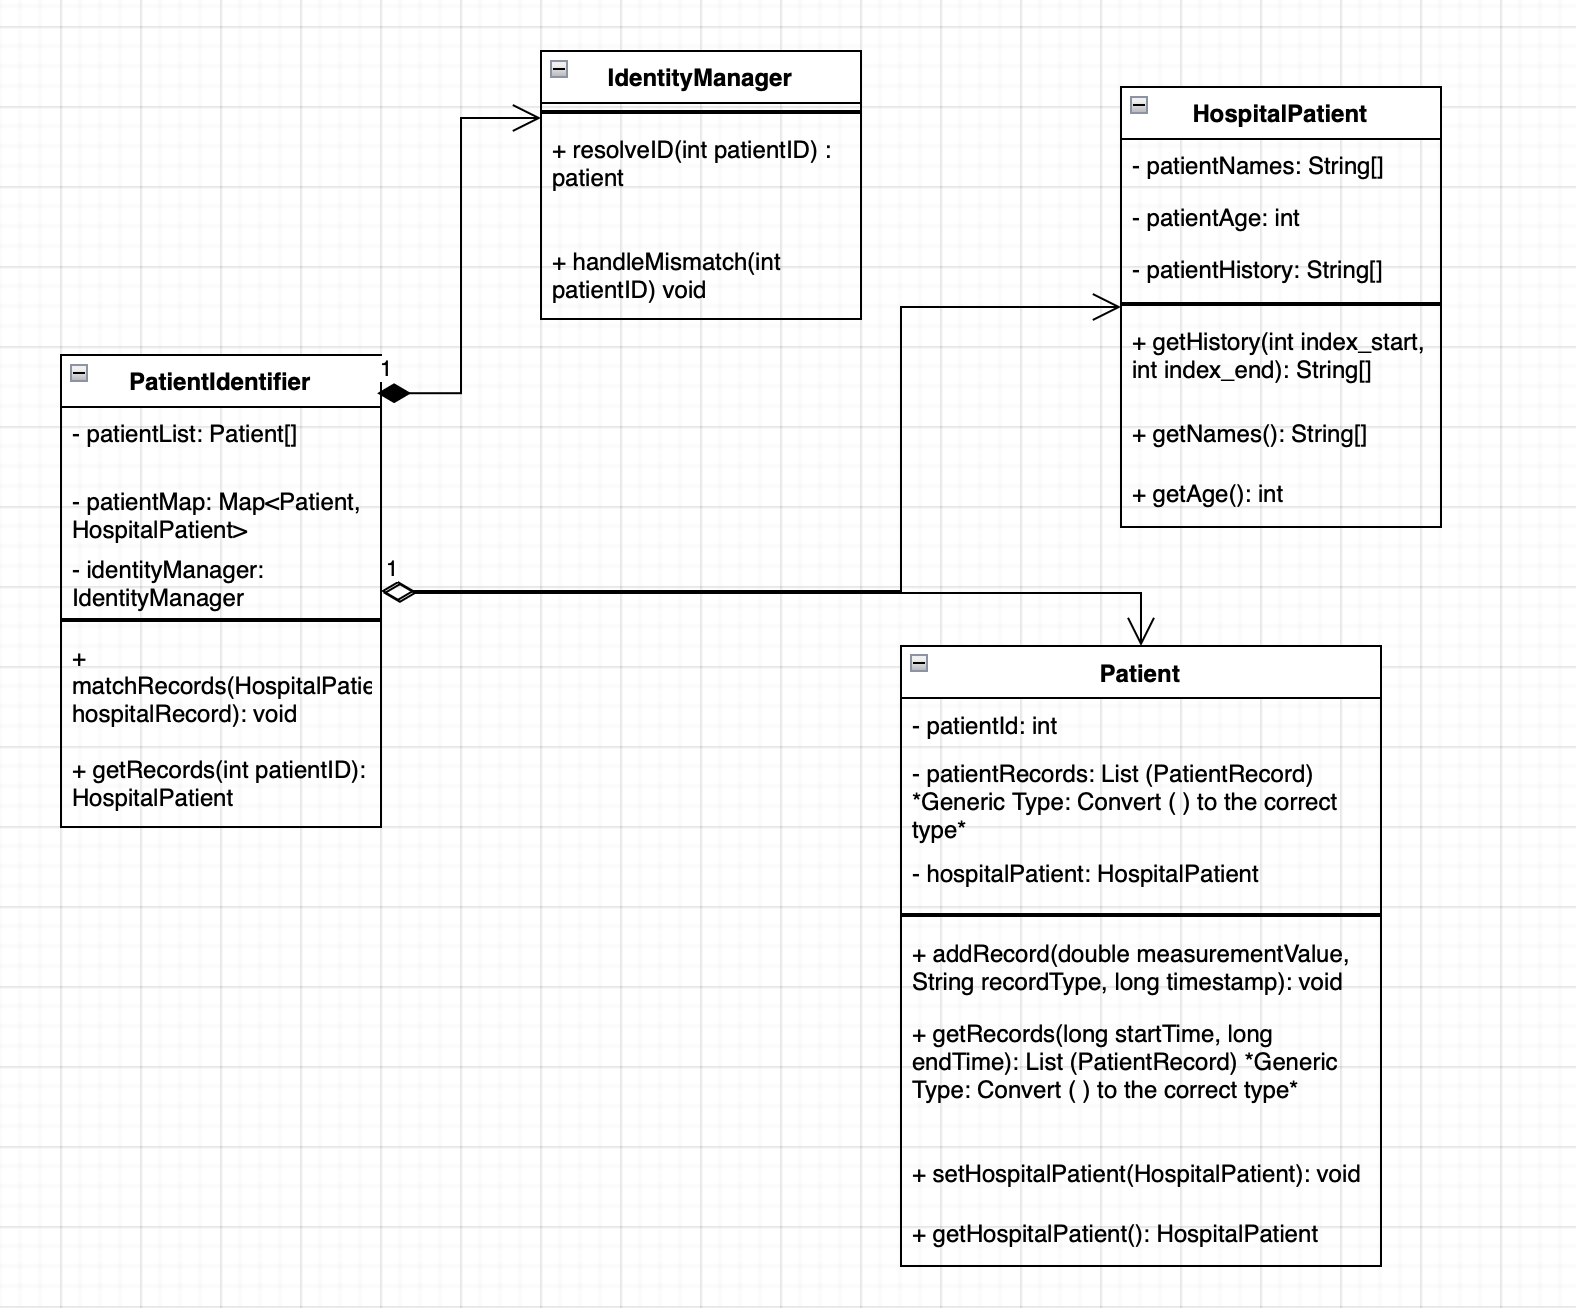 IdentityManager
+ resolveID(int patientID) :
patient
+ handleMismatch(int
patientID) void
HospitalPatient
- patientNames: String[]
- patientAge: int
- patientHistory: String[]
+ getHistory(int index_start,
int index_end): String[]
+ getNames(): String[]
+ getAge(): int
PatientIdentifier
1
- patientList: Patient[]
- patientMap: Map<Patient,
HospitalPatient>
- identityManager:
IdentityManager
1
+
matchRecords(HospitalPatie
hospitalRecord): void
+ getRecords(int patientID):
HospitalPatient
Patient
- patientId: int
- patientRecords: List (PatientRecord)
*Generic Type: Convert ( ) to the correct
type*
- hospitalPatient: HospitalPatient
+ addRecord(double measurementValue,
String recordType, long timestamp): void
+ getRecords(long startTime, long
endTime): List (PatientRecord) *Generic
Type: Convert ( ) to the correct type*
+ setHospitalPatient(HospitalPatient): void
+ getHospitalPatient(): HospitalPatient